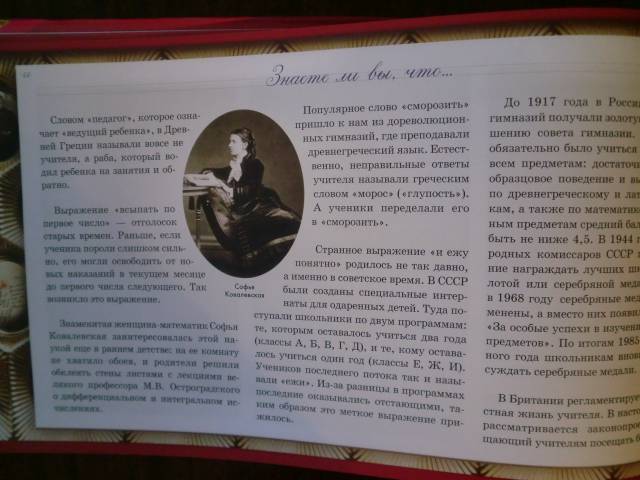 Знаете ли вы, что...
Словом «педагог», которое озна-
чает «ведущий ребенка», в Древ-
ней Греции называли вовсе не
учителя, а раба, который во-
дил ребенка на занятия и об-
ратно.
Выражение «всыпать по
первое число» — отголосок
старых времен. Раньше, если
ученика пороли слишком силь-
но, его могли освободить от но-
вых наказаний в текущем месяце
до первого числа следующего. Так
возникло это выражение.
Знаменитая женщина-математик Софья
Ковалевская заинтересовалась этой на-
укой еще в раннем детстве: на ее комнату
не хватило обоев, и родители решили
обклеить стены листами с лекциями ве-
ликого профессора М.В. Остроградского
о дифференциальном и интегральном ис-
числениях.
Софья
Ковалевская
Популярное слово «сморозить»
пришло к нам из дореволюцион-
ных гимназий, где преподавали
древнегреческий язык. Естест-
венно, неправильные ответы
учителя называли греческим
словом «морос» («глупость»).
А ученики переделали его
в «сморозить».
Странное выражение «и ежу
понятно» родилось не так давно,
а именно в советское время. В СССР
были созданы специальные интер-
наты для одаренных детей. Туда по-
ступали школьники по двум программам:
те, которым оставалось учиться два года
(классы А, Б, В, Г, Д), и те, кому остава-
лось учиться один год (классы Е, Ж, И).
Учеников последнего потока так и назы-
вали «ежи». Из-за разницы в программах
последние оказывались отстающими, та-
ким образом это меткое выражение при-
жилось.
До 1917 года в Росси
гимназий получали золоту
шению совета гимназии.
обязательно было учиться
всем предметам: достаточ
образцовое поведение и вы
по древнегреческому и лат
кам, а также по математик
ным предметам средний бал
быть не ниже 4,5. В 1944 г
родных комиссаров СССР
ние награждать лучших ш
лотой или серебряной меда
в 1968 году серебряные мед
менены, а вместо них появил
«За особые успехи в изучени
предметов». По итогам 1985
ного года школьникам вновь
суждать серебряные медали.
В Британии регламентируе
стная жизнь учителя. В насто
рассматривается законопрое
щающий учителям посещать б